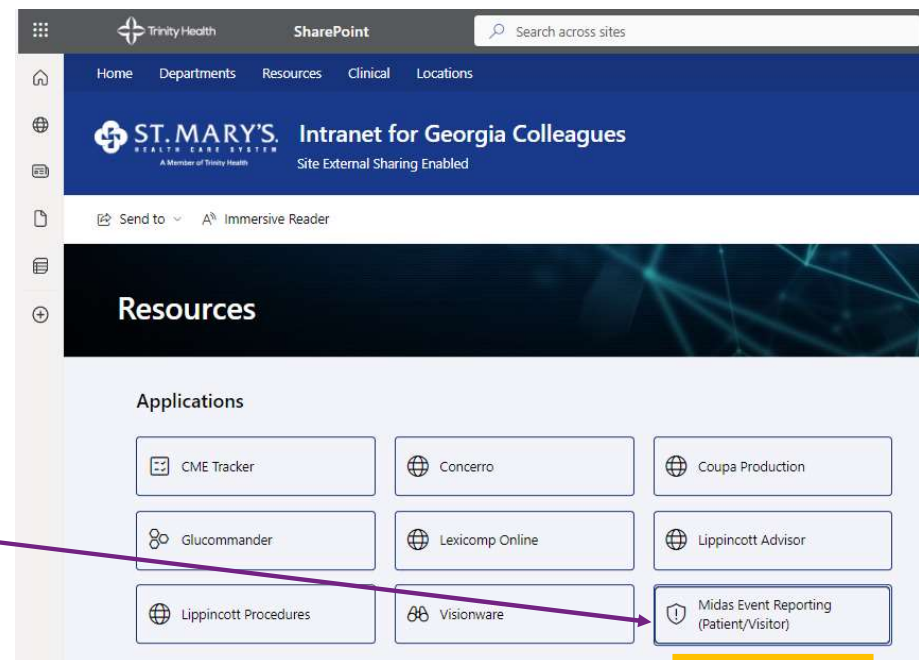 Trinity Health SharePoint Search across sites
Home Departments Resources Clinical Locations
ST. MARY'S. Intranet for Georgia Colleagues
HEALTH CARE SYSTEM
A Member of Trinity Health Site External Sharing Enabled
Send to Immersive Reader
Resources
Applications
CME Tracker Concerro Coupa Production
Glucommander Lexicomp Online Lippincott Advisor
Lippincott Procedures Visionware Midas Event Reporting
(Patient/Visitor)